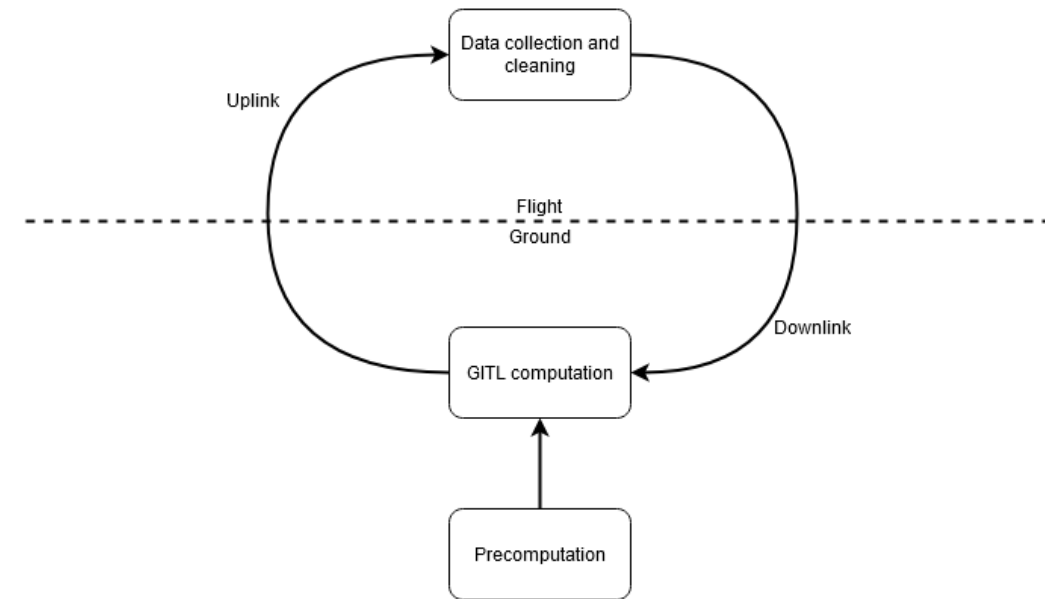 Data collection and
cleaning
Uplink
Flight
Ground
Downlink
GITL computation
Precomputation